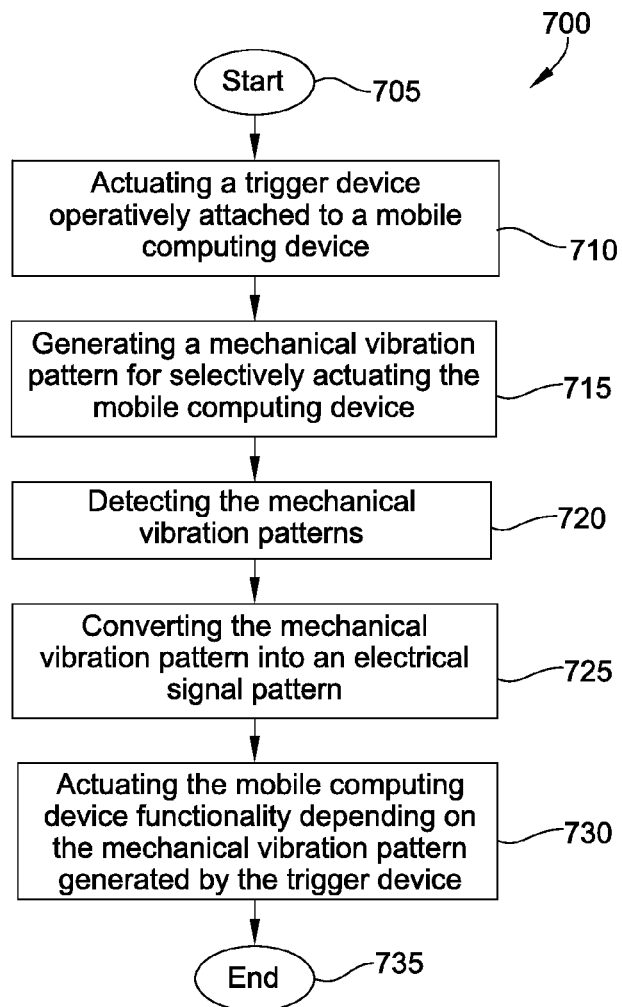 700
Start
705
Actuating a trigger device
operatively attached to a mobile
computing device
710
Generating a mechanical vibration
pattern for selectively actuating the
mobile computing device
715
Detecting the mechanical
vibration patterns
720
Converting the mechanical
vibration pattern into an electrical
signal pattern
725
Actuating the mobile computing
device functionality depending on
the mechanical vibration pattern
generated by the trigger device
730
End
735